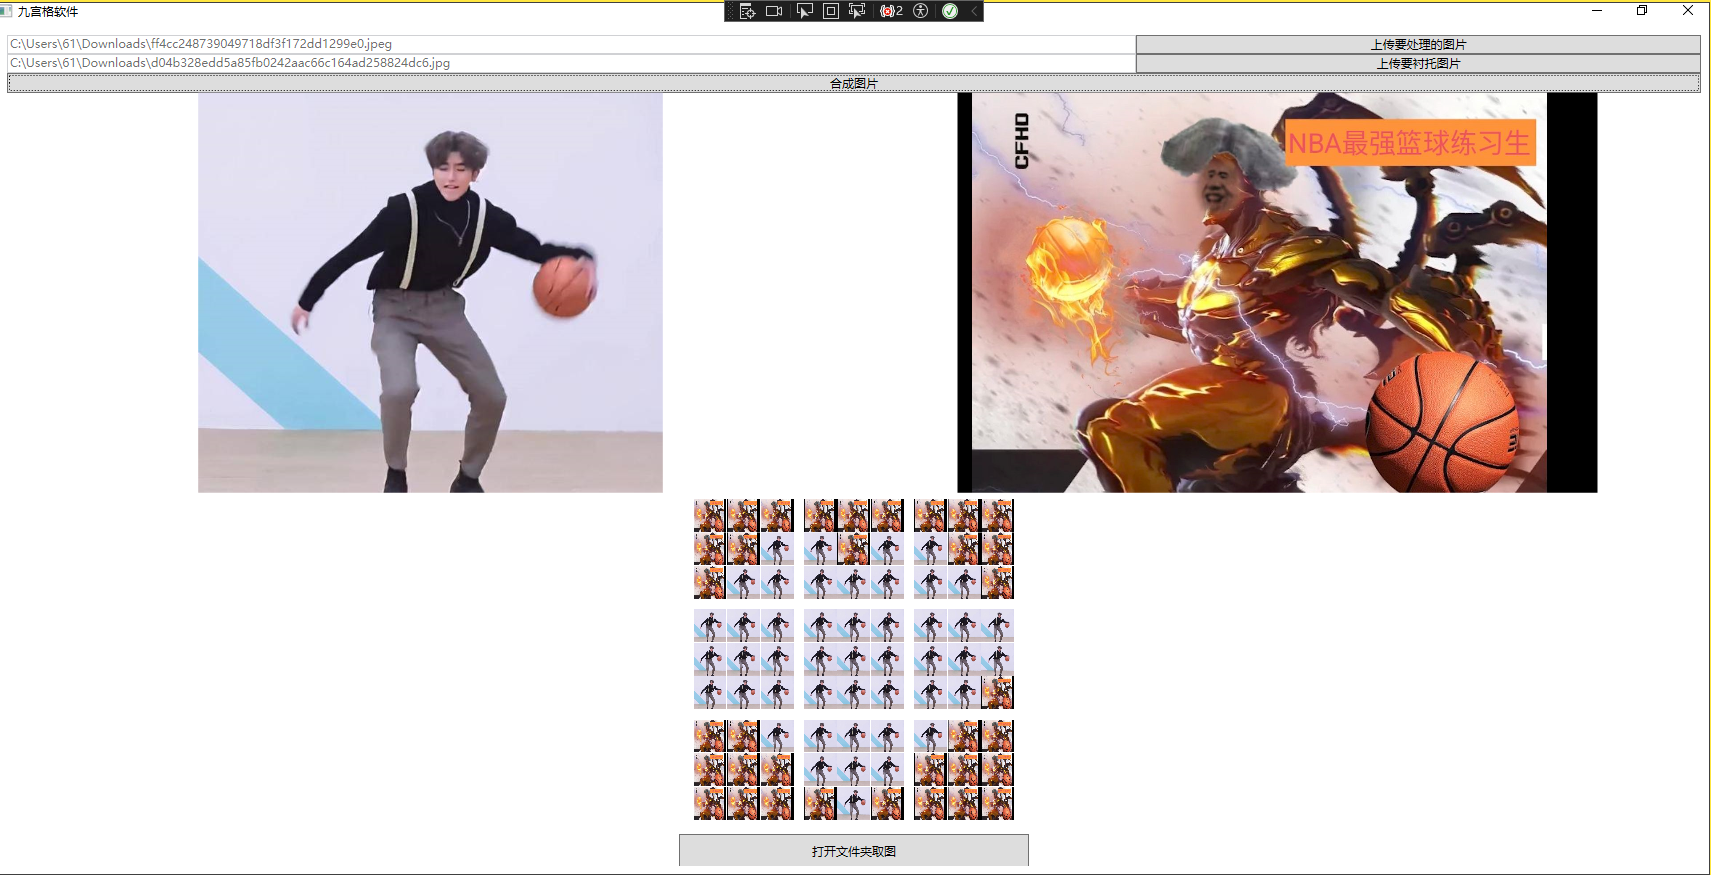 九宫格软件
2
C:\Users\61\Downloads\ff4cc248739049718df3f172dd1299e0.jpeg
上传要处理的图片
C:\Users\61\Downloads\d04b328edd5a85fb0242aac66c164ad258824dc6.jpg
上传要衬托图片
合成图片
CFHD
NBA最强篮球练习生
打开文件夹取图